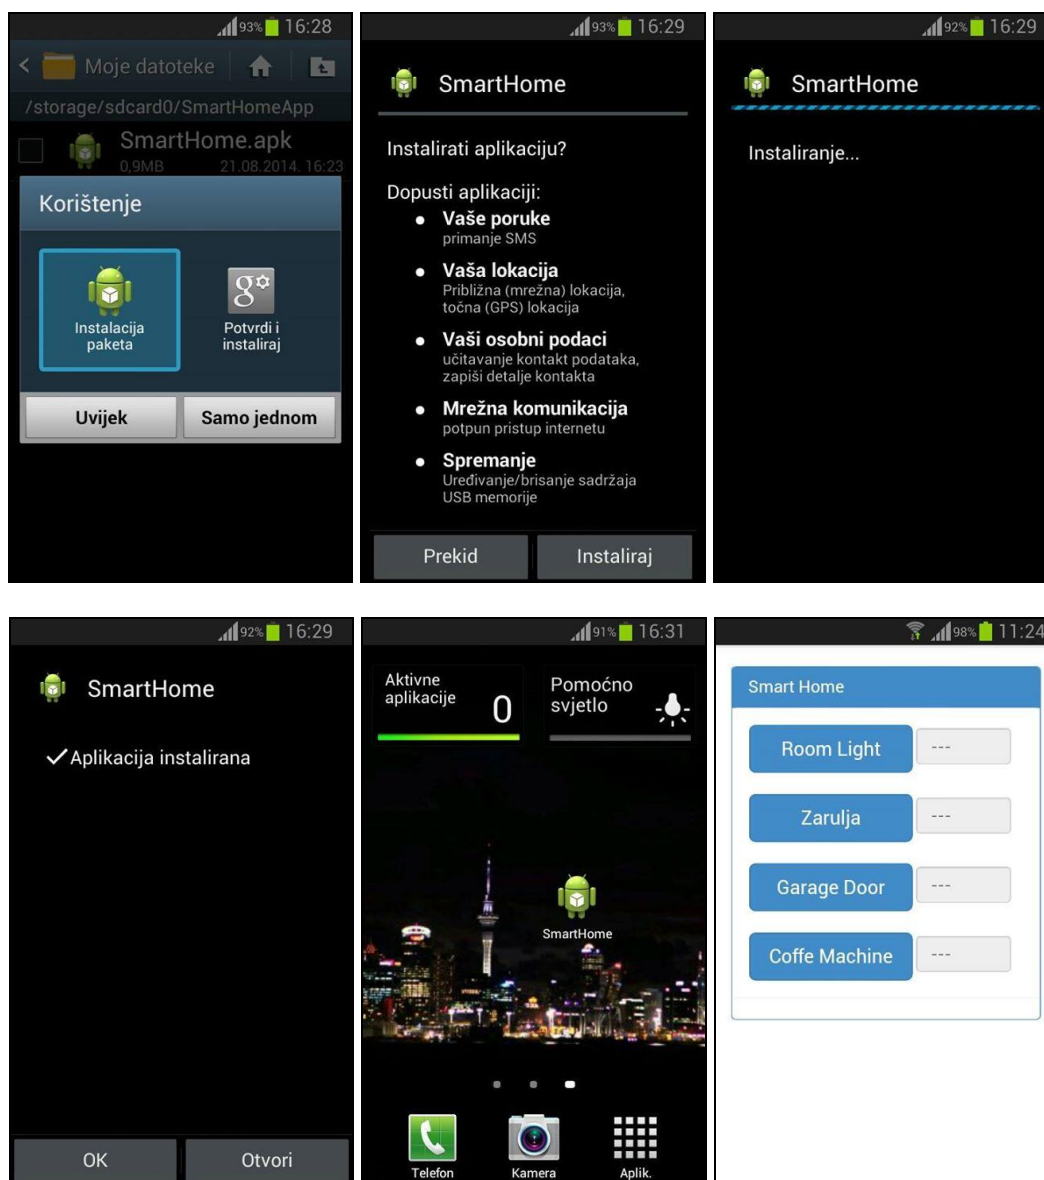 93% 16:28
Moje datoteke
/storage/sdcard0/SmartHomeApp
SmartHome.apk
0,9MB 21.08.2014. 16:23
Korištenje
Instalacija
paketa
Potvrdi i
instaliraj
Uvijek
Samo jednom
93% 16:29
SmartHome
Instalirati aplikaciju?
Dopusti aplikaciji:
Vaše poruke
primanje SMS
Vaša lokacija
Približna (mrežna) lokacija,
točna (GPS) lokacija
Vaši osobni podaci
učitavanje kontakt podataka,
zapiši detalje kontakta
Mrežna komunikacija
potpun pristup internetu
Spremanje
Uređivanje/brisanje sadržaja
USB memorije
Prekid
Instaliraj
92% 16:29
SmartHome
Instaliranje...
92% 16:29
SmartHome
Aplikacija instalirana
OK
Otvori
91% 16:31
Aktivne
aplikacije
0
Pomoćno
svjetlo
SmartHome
Telefon
Kamera
Aplik.
98% 11:24
Smart Home
Room Light ---
Zarulja ---
Garage Door ---
Coffe Machine ---